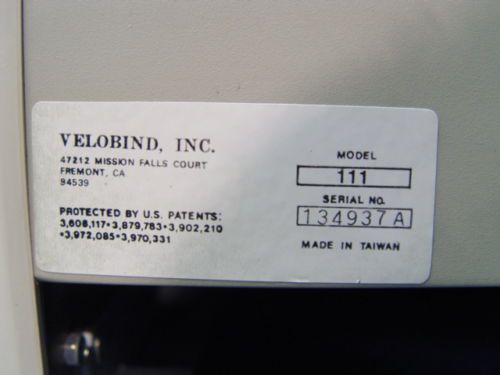 VELOBIND, INC.
47212 MISSION FALLS COURT
FREMONT, CA
94539
PROTECTED BY U.S. PATENTS:
3,608,117•3,879,783•3,902,210
•3,972,085•3,970,331
MODEL
111
SERIAL NO.
134937A
MADE IN TAIWAN